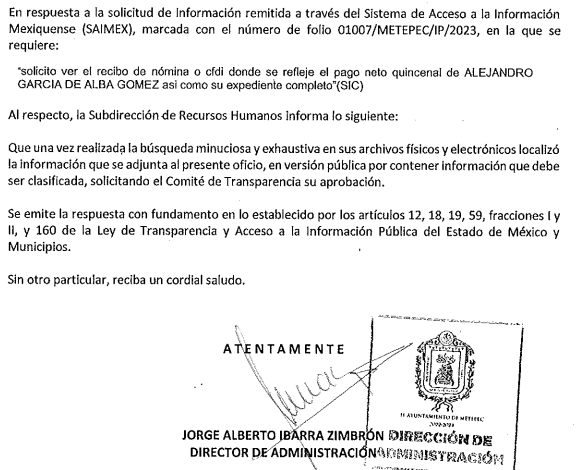 En respuesta a la solicitud de información remitida a través del Sistema de Acceso a la Información
Mexiquense (SAIMEX), marcada con el número de folio 01007/METEPEC/IP/2023, en la que se
requiere:
"solicito ver el recibo de nómina o cfdi donde se refleje el pago neto quincenal de ALEJANDRO
GARCIA DE ALBA GOMEZ asi como su expediente completo"(SIC)
Al respecto, la Subdirección de Recursos Humanos informa lo siguiente:
Que una vez realizada la búsqueda minuciosa y exhaustiva en sus archivos físicos y electrónicos localizó
la información que se adjunta al presente oficio, en versión pública por contener información que debe
ser clasificada, solicitando el Comité de Transparencia su aprobación.
Se emite la respuesta con fundamento en lo establecido por los artículos 12, 18, 19, 59, fracciones I y
II, y 160 de la Ley de Transparencia y Acceso a la Información Pública del Estado de México y
Municipios.
Sin otro particular, reciba un cordial saludo.
ATENTAMENTE
H. AYUNTAMIENTO DE METEPEC
JORGE ALBERTO IBARRA ZIMBRÓN
DIRECTOR DE ADMINISTRACIÓN
DIRECCIÓN DE
ADMINISTRACIÓN